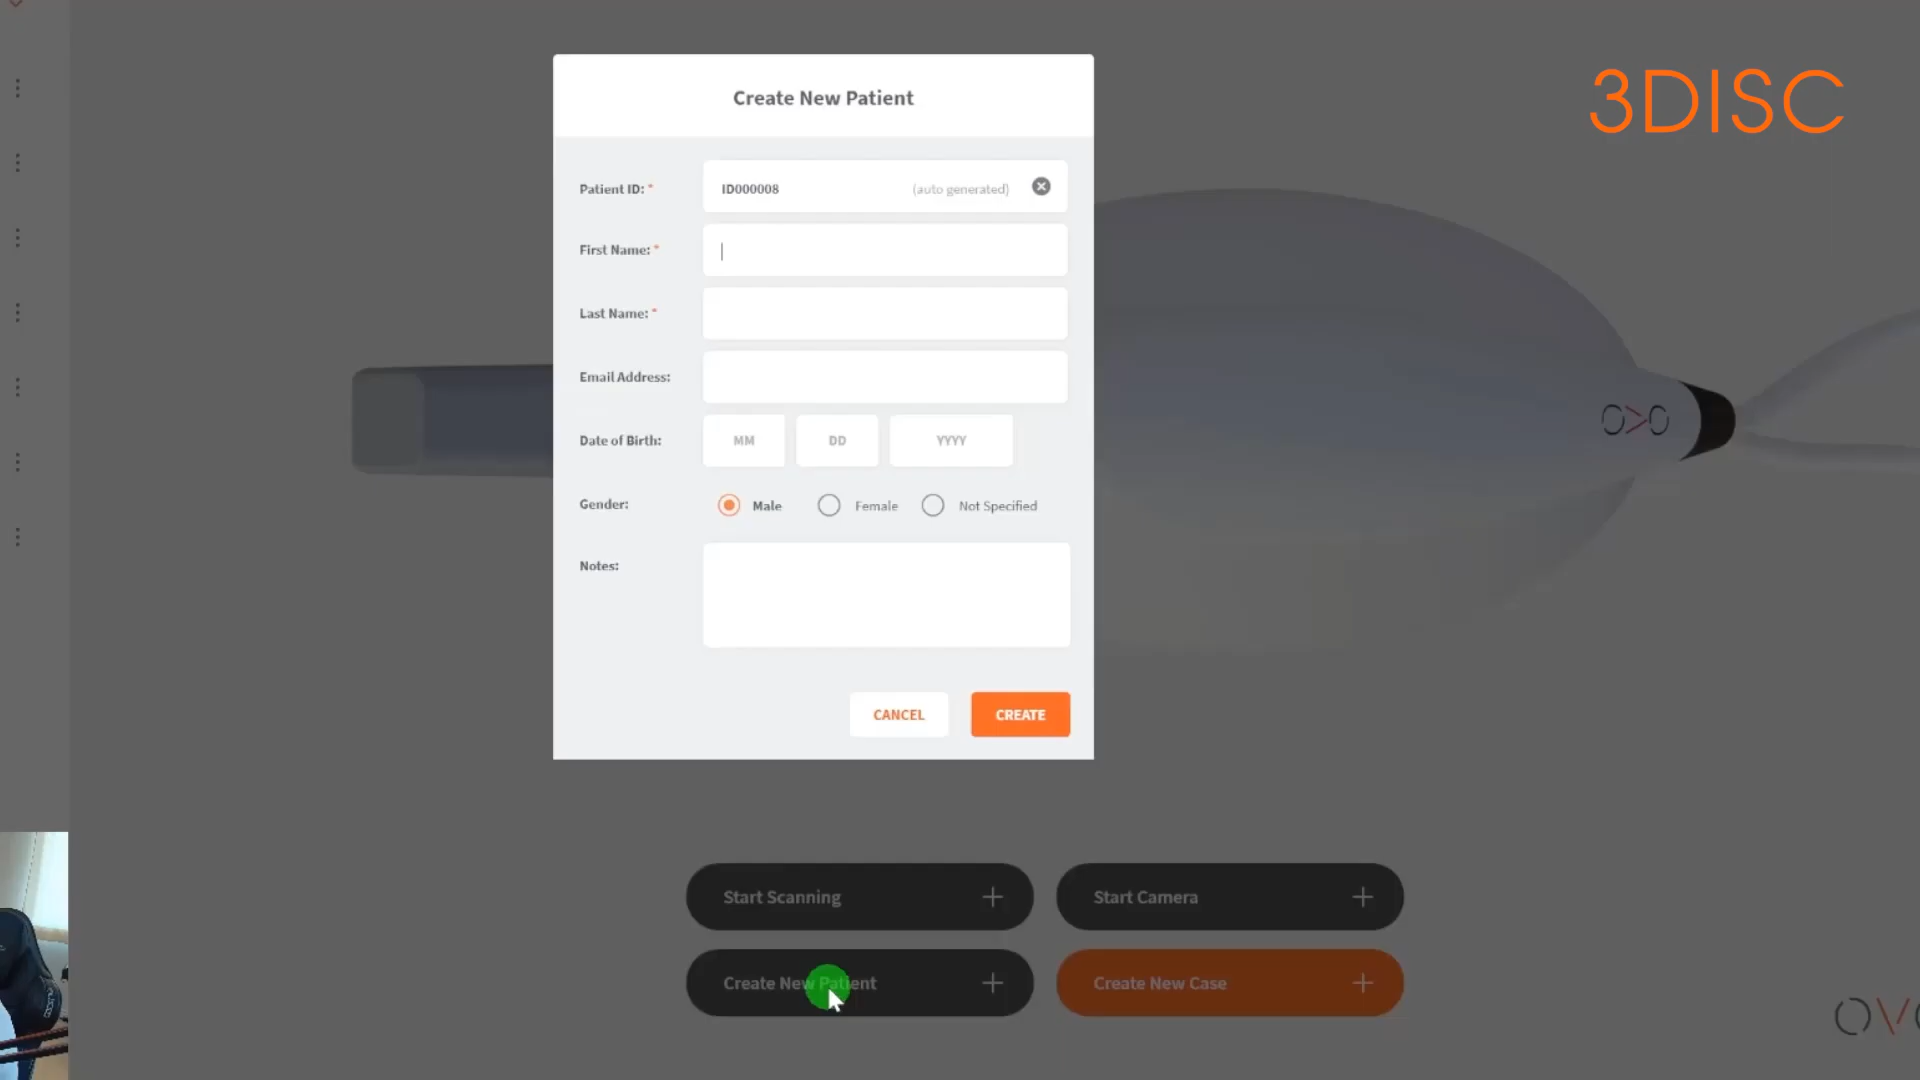 3DISC
Create New Patient
Patient ID: * ID000008 (auto generated)
First Name: *
Last Name: *
Email Address:
Date of Birth: MM DD YYYY
Gender: Male Female Not Specified
Notes:
CANCEL CREATE
O>O
Start Scanning + Start Camera +
Create New Patient + Create New Case +